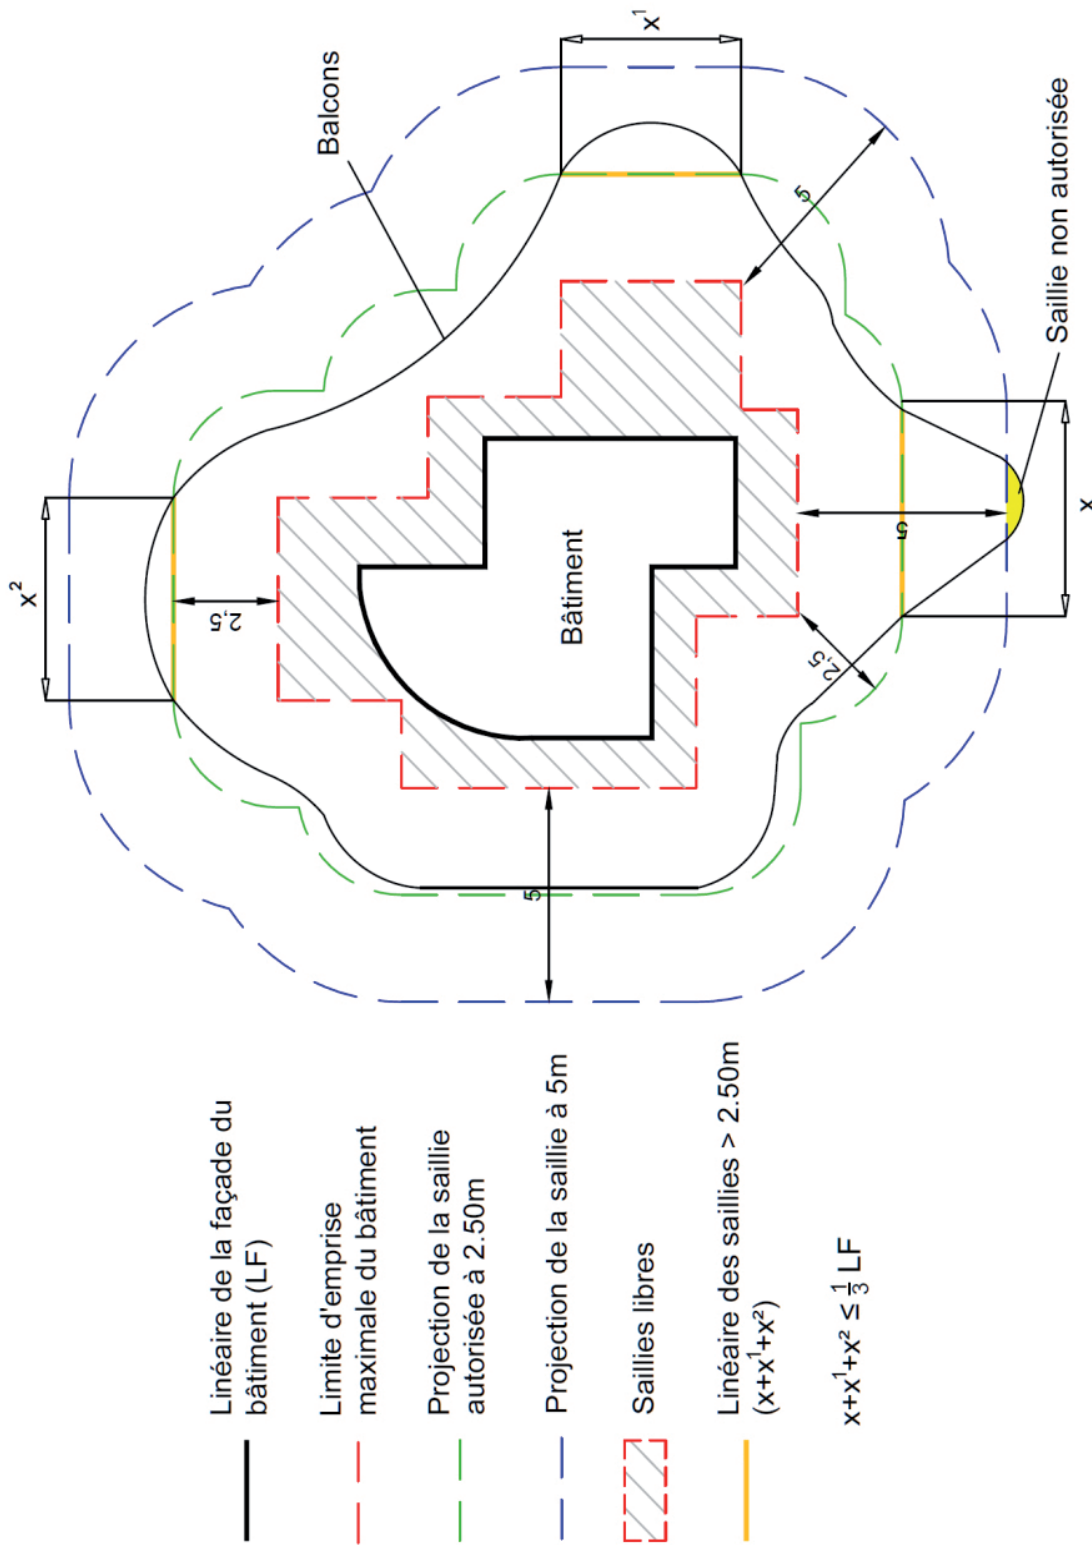 Linéaire de la façade du
bâtiment (LF)
Limite d'emprise
maximale du bâtiment
Projection de la saillie
autorisée à 2.50m
Projection de la saillie à 5m
Saillies libres
Linéaire des saillies > 2.50m
(x+x¹+x²)
x+x¹+x² ≤ 1/3 LF
x²
2,5
Balcons
x¹
5
Bâtiment
5
5
2,5
Saillie non autorisée
x